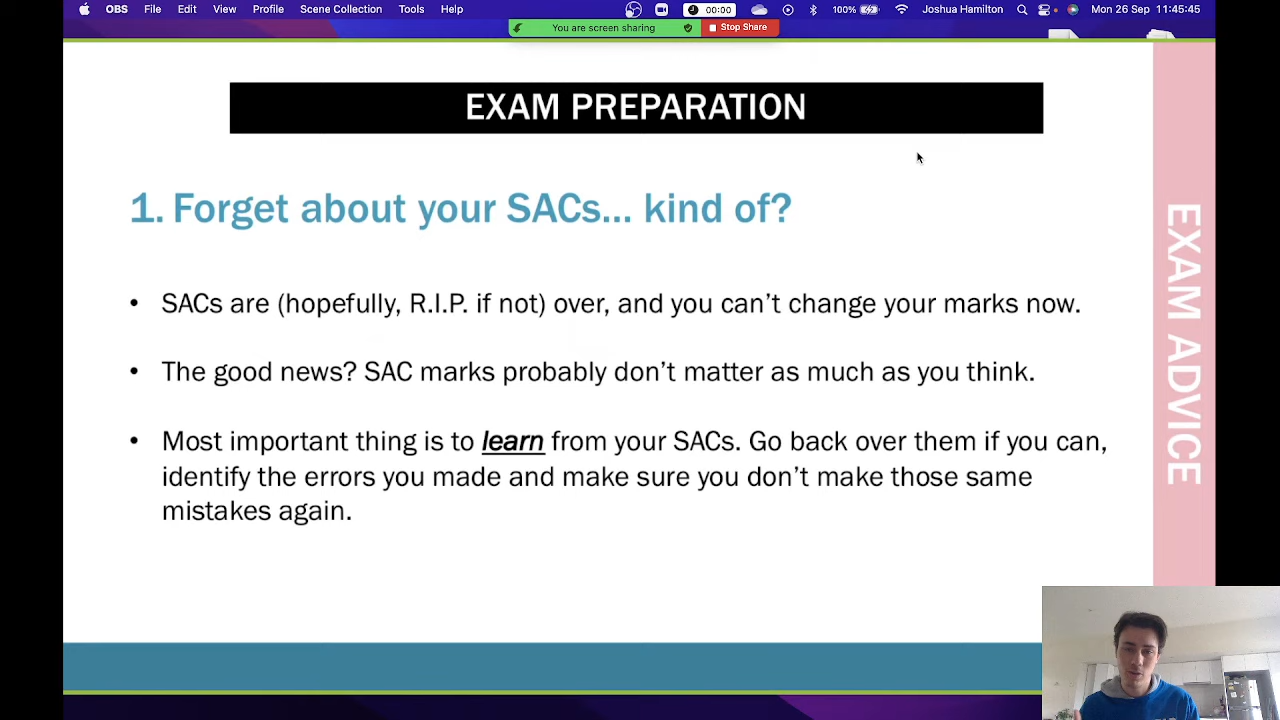 OBS File Edit View Profile Scene Collection Tools Help 00:00 100% Joshua Hamilton Mon 26 Sep 11:45:45
You are screen sharing Stop Share
EXAM PREPARATION
1. Forget about your SACs... kind of?
• SACs are (hopefully, R.I.P. if not) over, and you can’t change your marks now.
• The good news? SAC marks probably don’t matter as much as you think.
• Most important thing is to learn from your SACs. Go back over them if you can,
identify the errors you made and make sure you don’t make those same
mistakes again.
EXAM ADVICE